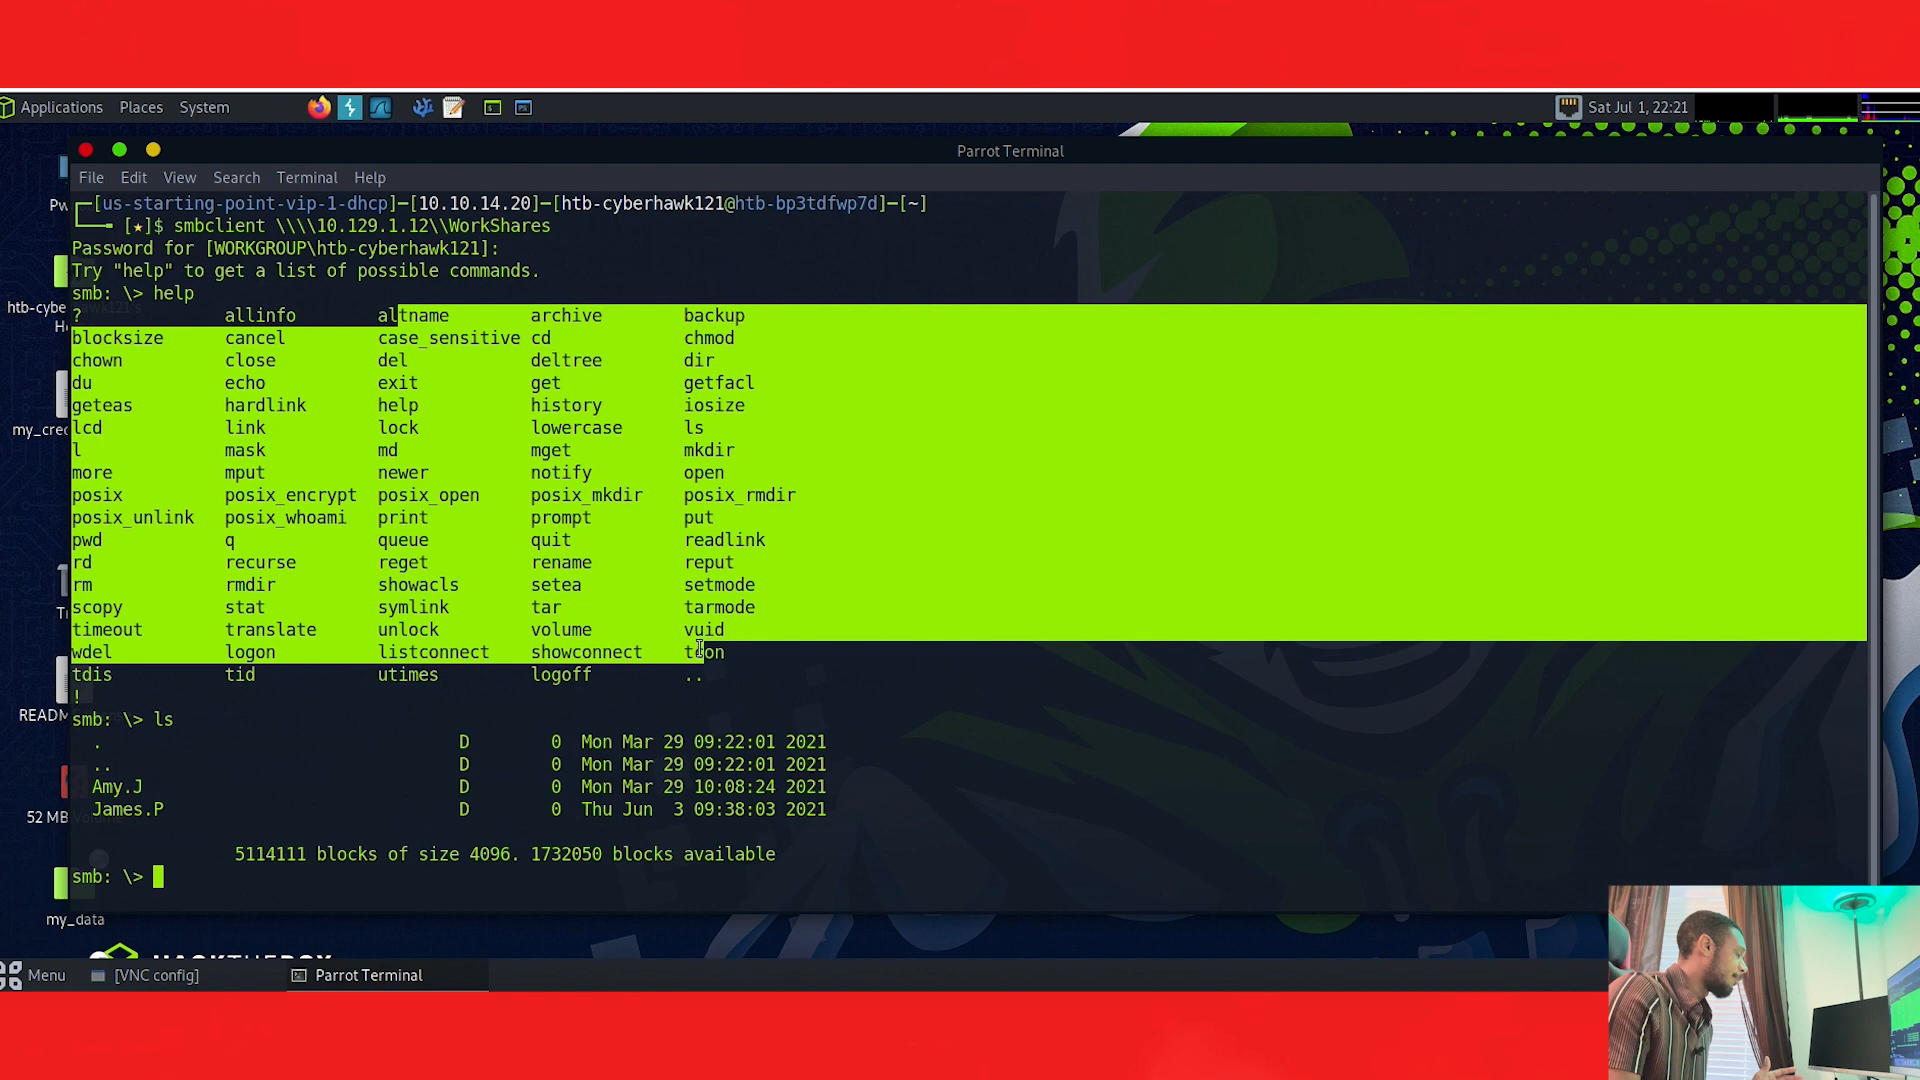 Applications Places System Sat Jul 1, 22:21
Parrot Terminal
File Edit View Search Terminal Help
[us-starting-point-vip-1-dhcp]-[10.10.14.20]-[htb-cyberhawk121@htb-bp3tdfwp7d]-[~]
[★]$ smbclient \\\\10.129.1.12\\WorkShares
Password for [WORKGROUP\htb-cyberhawk121]:
Try "help" to get a list of possible commands.
smb: \> help
? allinfo altname archive backup
blocksize cancel case_sensitive cd chmod
chown close del deltree dir
du echo exit get getfacl
geteas hardlink help history iosize
lcd link lock lowercase ls
l mask md mget mkdir
more mput newer notify open
posix posix_encrypt posix_open posix_mkdir posix_rmdir
posix_unlink posix_whoami print prompt put
pwd q queue quit readlink
rd recurse reget rename reput
rm rmdir showacls setea setmode
scopy stat symlink tar tarmode
timeout translate unlock volume vuid
wdel logon listconnect showconnect tcon
tdis tid utimes logoff ..
!
smb: \> ls
. D 0 Mon Mar 29 09:22:01 2021
.. D 0 Mon Mar 29 09:22:01 2021
Amy.J D 0 Mon Mar 29 10:08:24 2021
James.P D 0 Thu Jun 3 09:38:03 2021
5114111 blocks of size 4096. 1732050 blocks available
smb: \>
htb-cybe
my_cred
README
52 MB
my_data
HACKTHEBOX
Menu [VNC config] Parrot Terminal